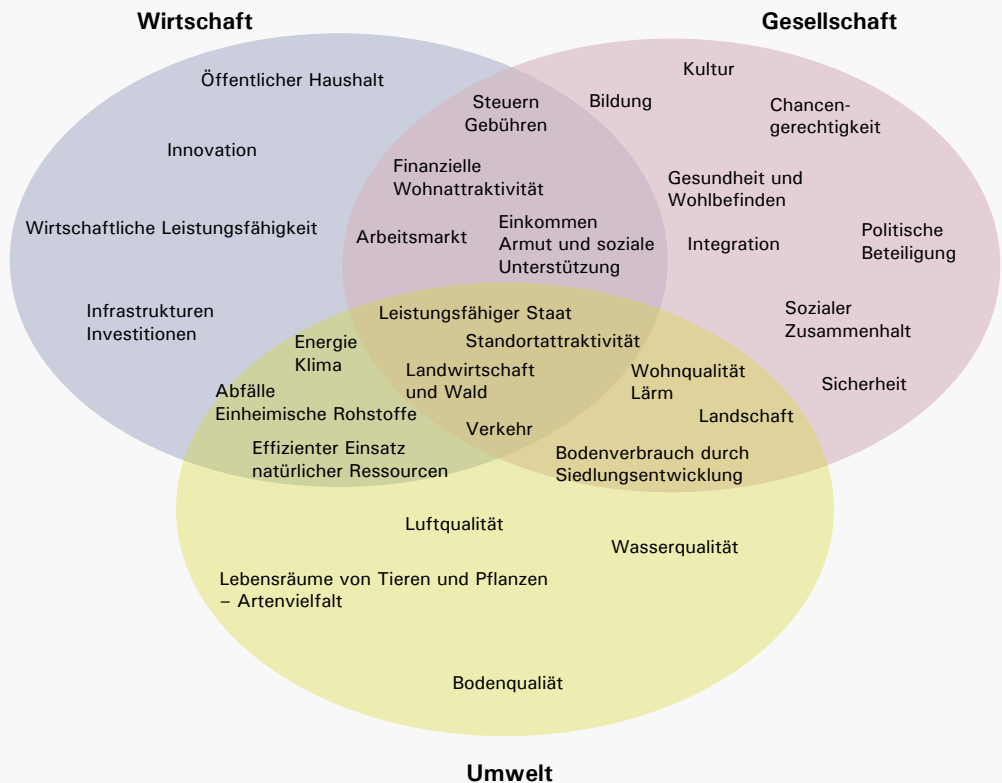 Wirtschaft
Gesellschaft
Öffentlicher Haushalt
Innovation
Wirtschaftliche Leistungsfähigkeit
Infrastrukturen
Investitionen
Steuern
Gebühren
Finanzielle
Wohnattraktivität
Arbeitsmarkt
Einkommen
Armut und soziale
Unterstützung
Bildung
Kultur
Chancen-
gerechtigkeit
Gesundheit und
Wohlbefinden
Integration
Politische
Beteiligung
Sozialer
Zusammenhalt
Sicherheit
Leistungsfähiger Staat
Standortattraktivität
Landwirtschaft
und Wald
Verkehr
Energie
Klima
Abfälle
Einheimische Rohstoffe
Effizienter Einsatz
natürlicher Ressourcen
Wohnqualität
Lärm
Landschaft
Bodenverbrauch durch
Siedlungsentwicklung
Luftqualität
Wasserqualität
Lebensräume von Tieren und Pflanzen
– Artenvielfalt
Bodenqualiät
Umwelt